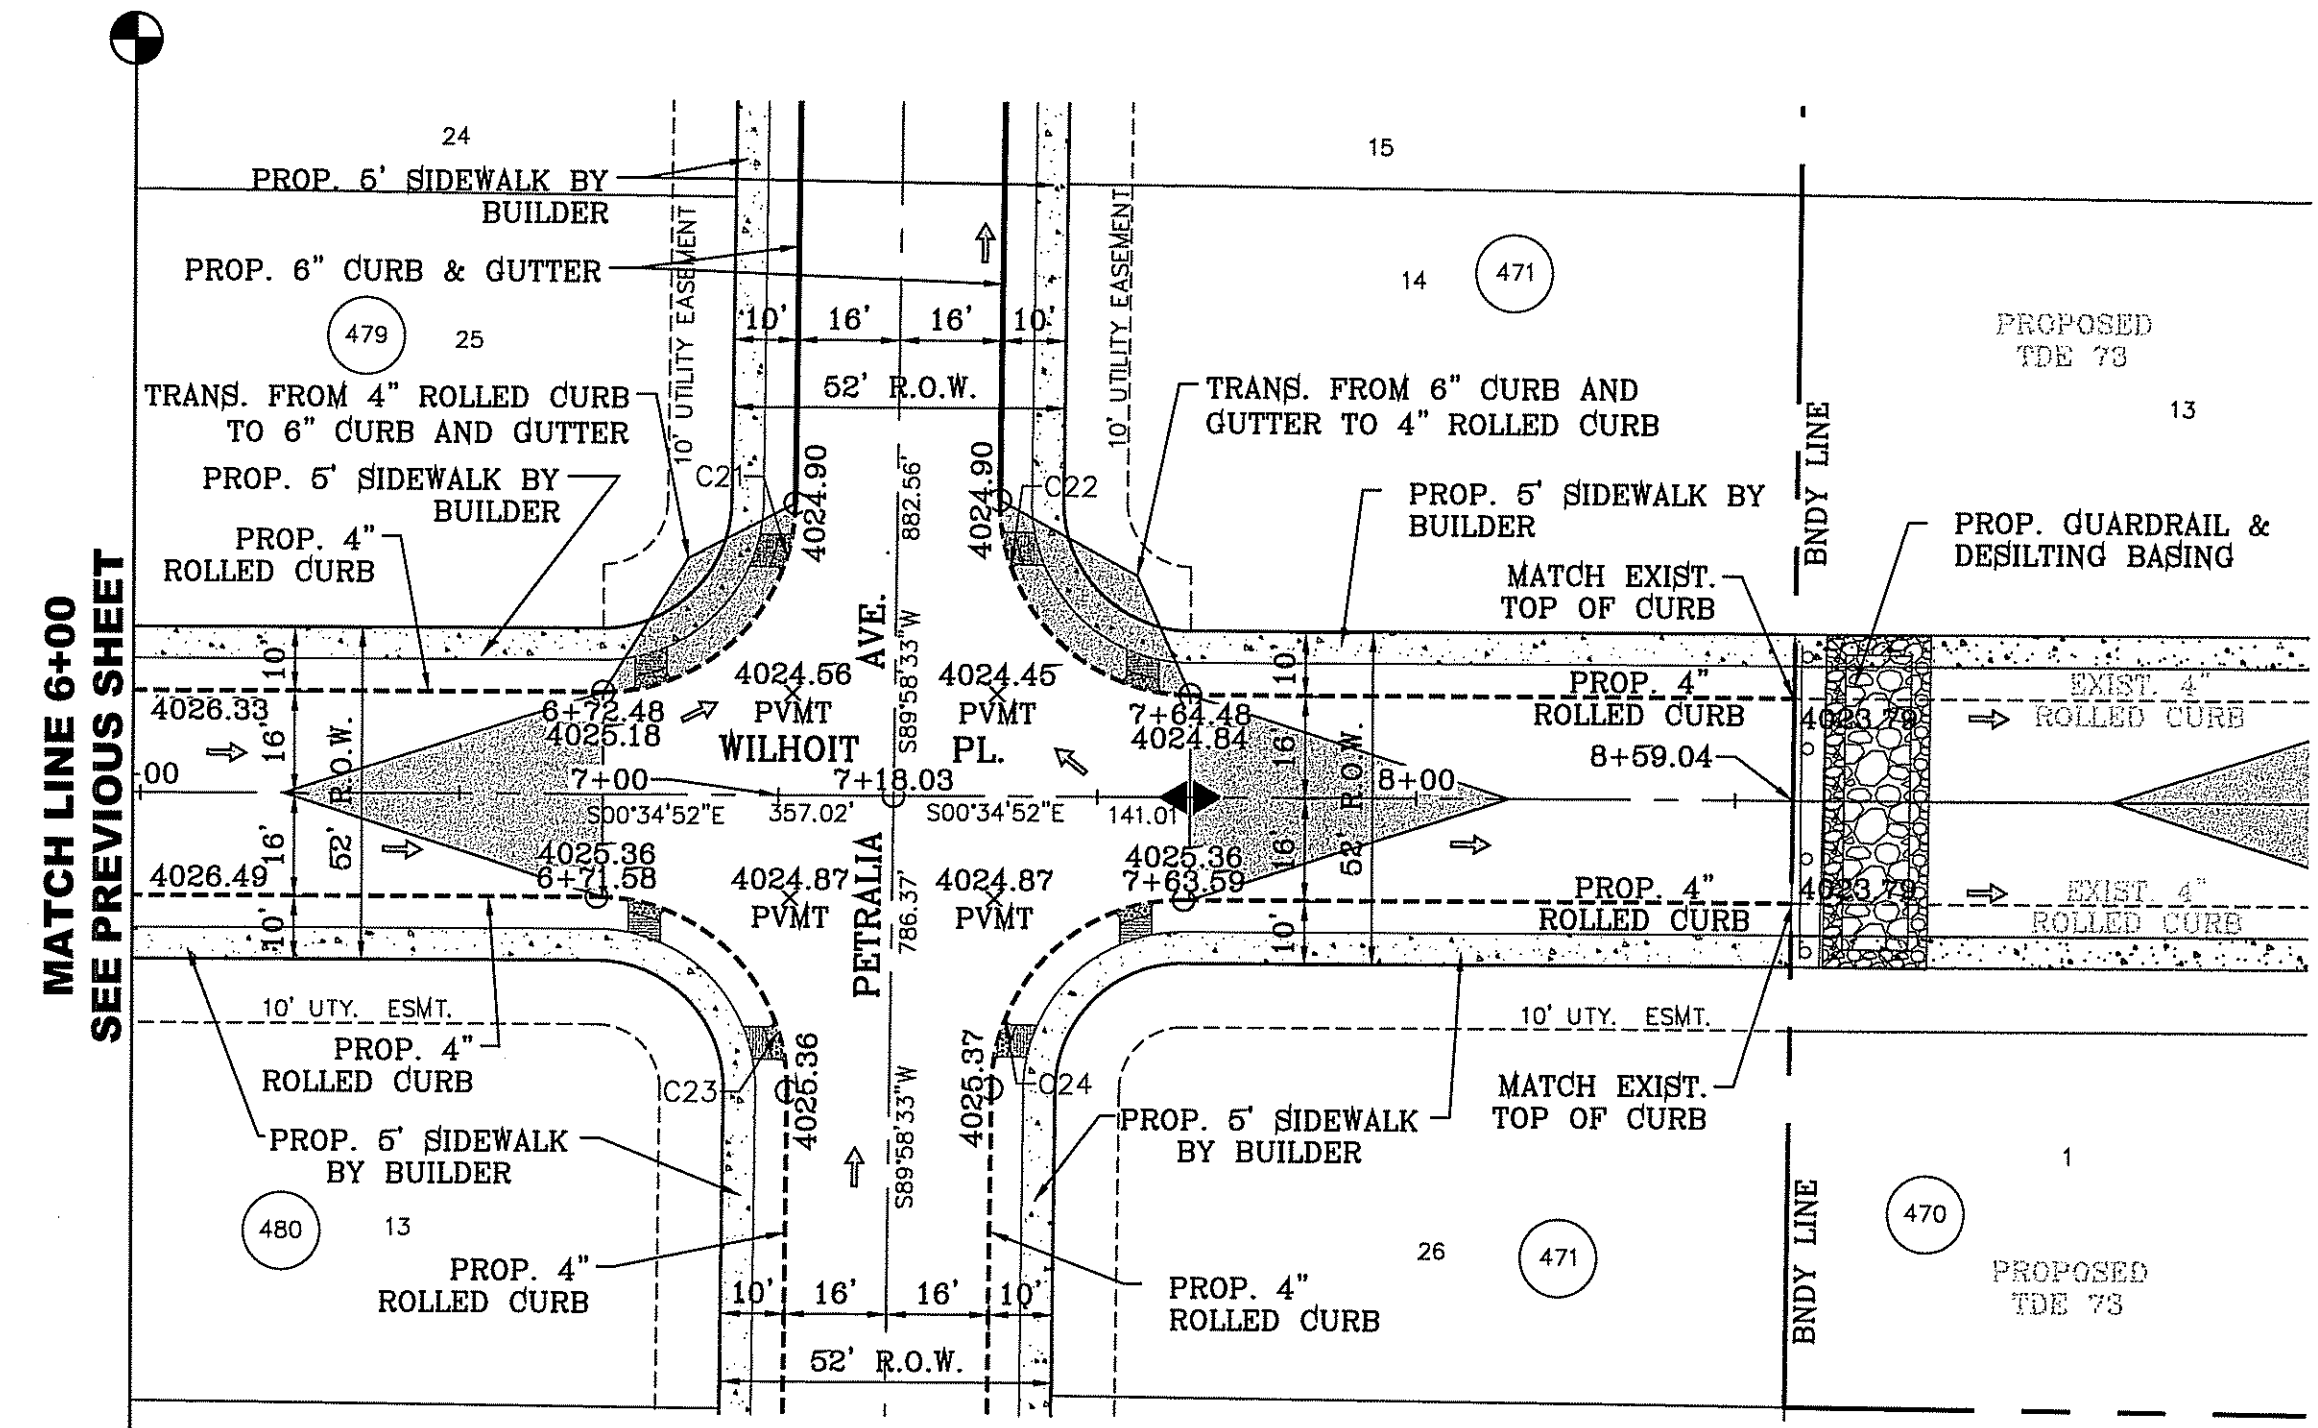 24
15
PROP. 5' SIDEWALK BY
BUILDER
PROP. 6" CURB & GUTTER
10' UTILITY EASEMENT
10' UTILITY EASEMENT
14
471
479
25
10'
16'
16'
10'
52' R.O.W.
PROPOSED
TDE 73
13
TRANS. FROM 4" ROLLED CURB
TO 6" CURB AND GUTTER
TRANS. FROM 6" CURB AND
GUTTER TO 4" ROLLED CURB
BNDY LINE
PROP. 5' SIDEWALK BY
BUILDER
C21
4024.90
882.56'
4024.90
C22
PROP. 5' SIDEWALK BY
BUILDER
PROP. GUARDRAIL &
DESILTING BASING
PROP. 4"
ROLLED CURB
MATCH EXIST.
TOP OF CURB
MATCH LINE 6+00
SEE PREVIOUS SHEET
AVE.
S89°58'33"W
10'
4024.56
PVMT
4024.45
PVMT
10'
PROP. 4"
ROLLED CURB
EXIST. 4"
ROLLED CURB
4026.33
6+72.48
4025.18
7+64.48
4024.84
4023.79
16'
R.O.W.
WILHOIT
PL.
16'
R.O.W.
8+59.04
00
7+00
7+18.03
8+00
S00°34'52"E
357.02'
S00°34'52"E
141.01'
16'
52'
4025.36
6+71.58
PETRALIA
4025.36
7+63.59
16'
52'
4026.49
4024.87
PVMT
4024.87
PVMT
PROP. 4"
ROLLED CURB
4023.79
EXIST. 4"
ROLLED CURB
10'
786.37'
10'
10' UTY. ESMT.
10' UTY. ESMT.
PROP. 4"
ROLLED CURB
C23
4025.36
S89°58'33"W
4025.37
C24
MATCH EXIST.
TOP OF CURB
PROP. 5' SIDEWALK
BY BUILDER
PROP. 5' SIDEWALK
BY BUILDER
1
480
13
BNDY LINE
470
26
471
PROP. 4"
ROLLED CURB
10'
16'
16'
10'
PROP. 4"
ROLLED CURB
PROPOSED
TDE 73
52' R.O.W.